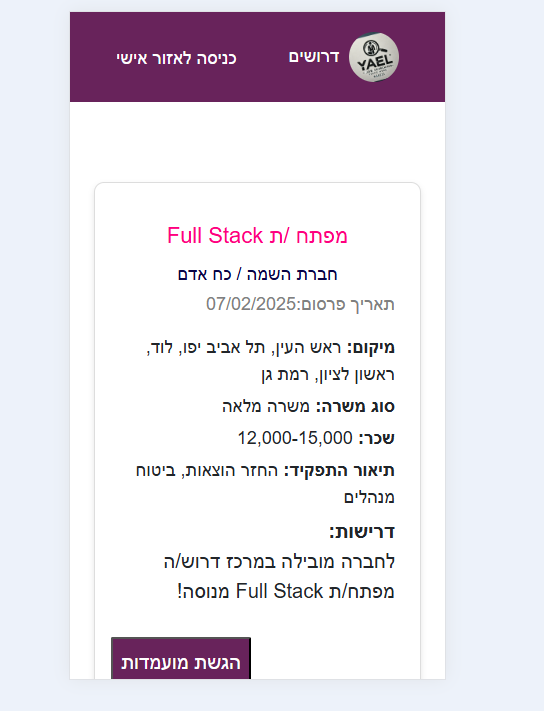 דרושים
כניסה לאזור אישי
YAEL
מפתח /ת Full Stack
חברת השמה / כח אדם
תאריך פרסום:07/02/2025
מיקום: ראש העין, תל אביב יפו, לוד,
ראשון לציון, רמת גן
סוג משרה: משרה מלאה
שכר: 12,000-15,000
תיאור התפקיד: החזר הוצאות, ביטוח
מנהלים
דרישות:
לחברה מובילה במרכז דרוש/ה
מפתח/ת Full Stack מנוסה!
הגשת מועמדות